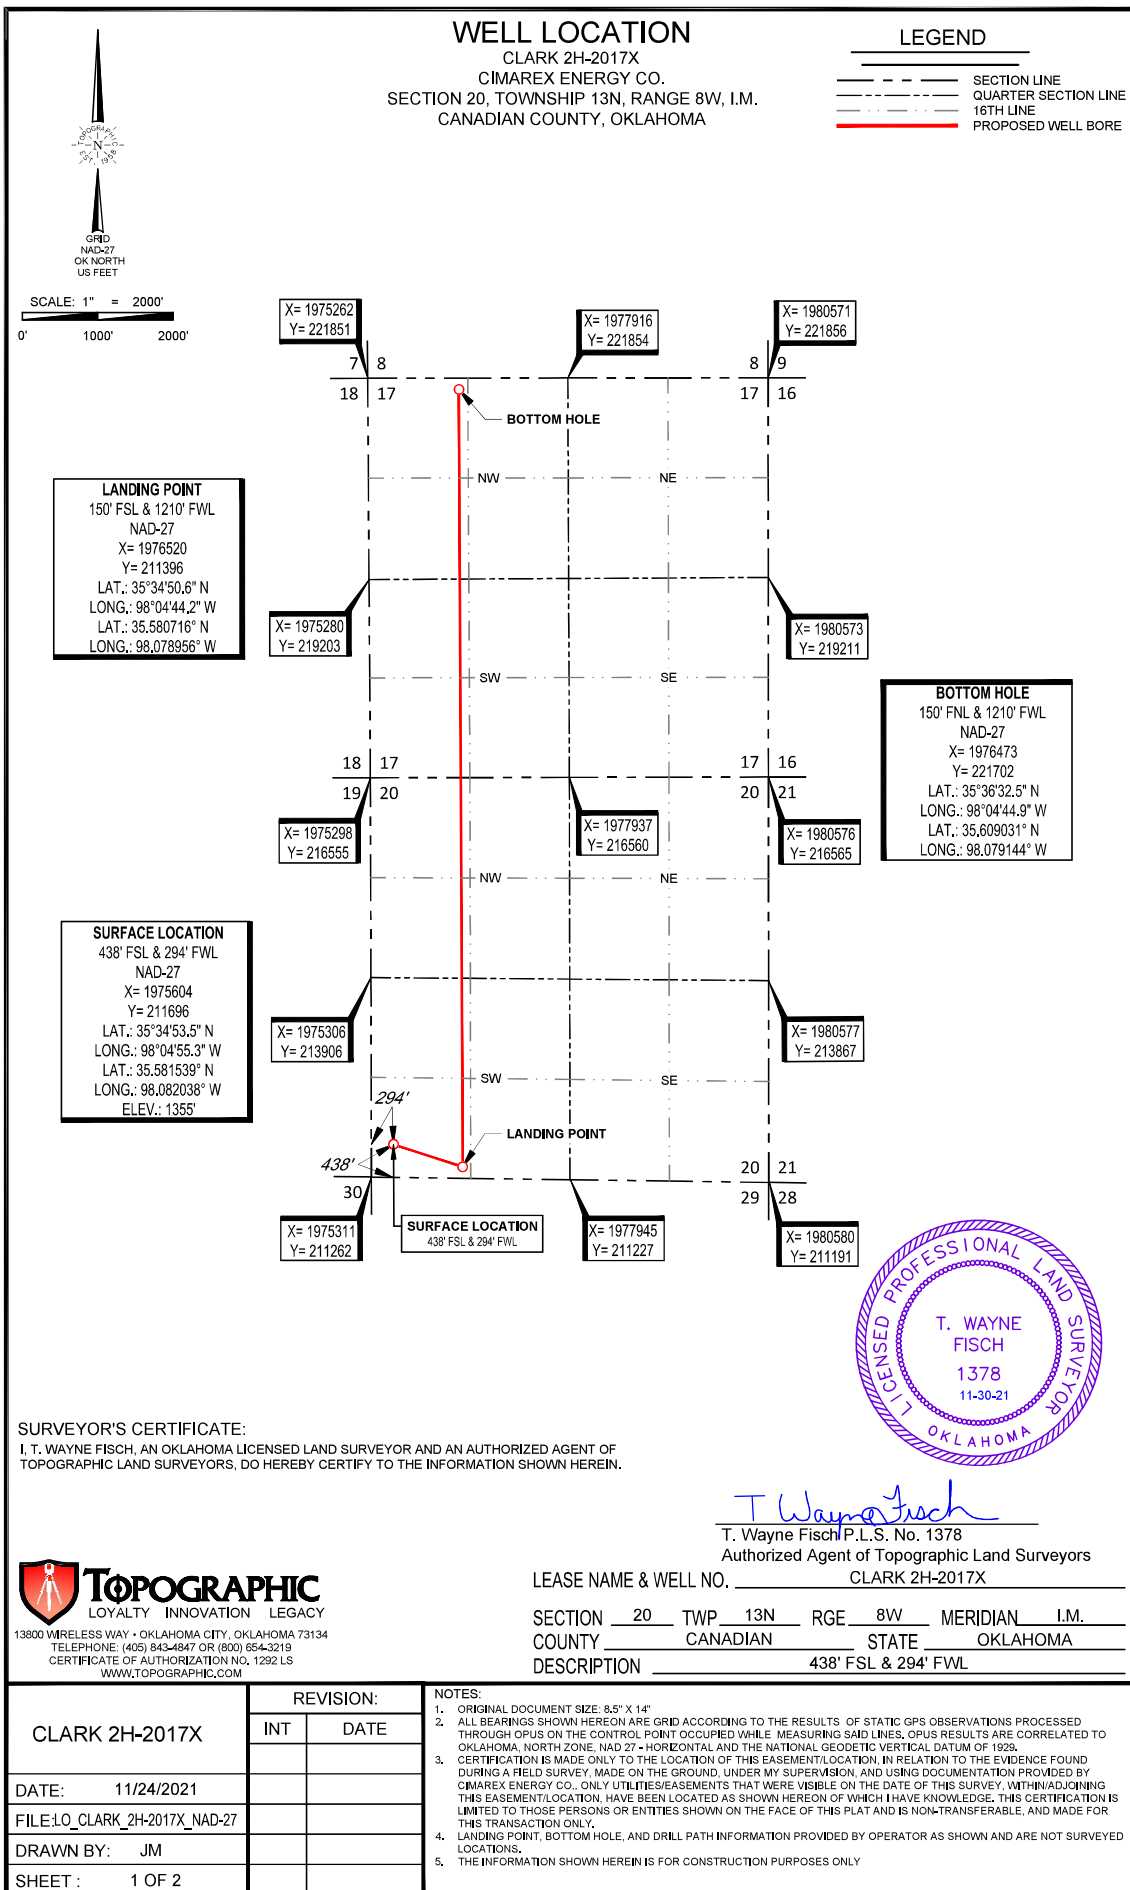 WELL LOCATION
CLARK 2H-2017X
CIMAREX ENERGY CO.
SECTION 20, TOWNSHIP 13N, RANGE 8W, I.M.
CANADIAN COUNTY, OKLAHOMA
LEGEND
SECTION LINE
QUARTER SECTION LINE
16TH LINE
PROPOSED WELL BORE
TOPOGRAPHIC
N
EST. 1958
GRID
NAD-27
OK NORTH
US FEET
SCALE: 1" = 2000'
0' 1000' 2000'
X= 1975262
Y= 221851
X= 1977916
Y= 221854
X= 1980571
Y= 221856
7 8
18 17
8 9
17 16
BOTTOM HOLE
NW NE
LANDING POINT
150' FSL & 1210' FWL
NAD-27
X= 1976520
Y= 211396
LAT.: 35°34'50.6" N
LONG.: 98°04'44.2" W
LAT.: 35.580716° N
LONG.: 98.078956° W
X= 1975280
Y= 219203
X= 1980573
Y= 219211
SW SE
BOTTOM HOLE
150' FNL & 1210' FWL
NAD-27
X= 1976473
Y= 221702
LAT.: 35°36'32.5" N
LONG.: 98°04'44.9" W
LAT.: 35.609031° N
LONG.: 98.079144° W
18 17
19 20
17 16
20 21
X= 1975298
Y= 216555
X= 1977937
Y= 216560
X= 1980576
Y= 216565
NW NE
SURFACE LOCATION
438' FSL & 294' FWL
NAD-27
X= 1975604
Y= 211696
LAT.: 35°34'53.5" N
LONG.: 98°04'55.3" W
LAT.: 35.581539° N
LONG.: 98.082038° W
ELEV.: 1355'
X= 1975306
Y= 213906
X= 1980577
Y= 213867
SW SE
294'
LANDING POINT
438'
30
20 21
29 28
X= 1975311
Y= 211262
SURFACE LOCATION
438' FSL & 294' FWL
X= 1977945
Y= 211227
X= 1980580
Y= 211191
LICENSED PROFESSIONAL LAND SURVEYOR
T. WAYNE
FISCH
1378
11-30-21
OKLAHOMA
SURVEYOR'S CERTIFICATE:
I, T. WAYNE FISCH, AN OKLAHOMA LICENSED LAND SURVEYOR AND AN AUTHORIZED AGENT OF
TOPOGRAPHIC LAND SURVEYORS, DO HEREBY CERTIFY TO THE INFORMATION SHOWN HEREIN.
T Wayne Fisch
T. Wayne Fisch P.L.S. No. 1378
Authorized Agent of Topographic Land Surveyors
TOPOGRAPHIC
LOYALTY INNOVATION LEGACY
13800 WIRELESS WAY • OKLAHOMA CITY, OKLAHOMA 73134
TELEPHONE: (405) 843-4847 OR (800) 654-3219
CERTIFICATE OF AUTHORIZATION NO. 1292 LS
WWW.TOPOGRAPHIC.COM
LEASE NAME & WELL NO. CLARK 2H-2017X
SECTION 20 TWP 13N RGE 8W MERIDIAN I.M.
COUNTY CANADIAN STATE OKLAHOMA
DESCRIPTION 438' FSL & 294' FWL
CLARK 2H-2017X
REVISION:
INT DATE
DATE: 11/24/2021
FILE:LO_CLARK_2H-2017X_NAD-27
DRAWN BY: JM
SHEET : 1 OF 2
NOTES:
1. ORIGINAL DOCUMENT SIZE: 8.5" X 14"
2. ALL BEARINGS SHOWN HEREON ARE GRID ACCORDING TO THE RESULTS OF STATIC GPS OBSERVATIONS PROCESSED
THROUGH OPUS ON THE CONTROL POINT OCCUPIED WHILE MEASURING SAID LINES. OPUS RESULTS ARE CORRELATED TO
OKLAHOMA, NORTH ZONE, NAD 27 - HORIZONTAL AND THE NATIONAL GEODETIC VERTICAL DATUM OF 1929.
3. CERTIFICATION IS MADE ONLY TO THE LOCATION OF THIS EASEMENT/LOCATION, IN RELATION TO THE EVIDENCE FOUND
DURING A FIELD SURVEY, MADE ON THE GROUND, UNDER MY SUPERVISION, AND USING DOCUMENTATION PROVIDED BY
CIMAREX ENERGY CO.. ONLY UTILITIES/EASEMENTS THAT WERE VISIBLE ON THE DATE OF THIS SURVEY, WITHIN/ADJOINING
THIS EASEMENT/LOCATION, HAVE BEEN LOCATED AS SHOWN HEREON OF WHICH I HAVE KNOWLEDGE. THIS CERTIFICATION IS
LIMITED TO THOSE PERSONS OR ENTITIES SHOWN ON THE FACE OF THIS PLAT AND IS NON-TRANSFERABLE, AND MADE FOR
THIS TRANSACTION ONLY.
4. LANDING POINT, BOTTOM HOLE, AND DRILL PATH INFORMATION PROVIDED BY OPERATOR AS SHOWN AND ARE NOT SURVEYED
LOCATIONS.
5. THE INFORMATION SHOWN HEREIN IS FOR CONSTRUCTION PURPOSES ONLY